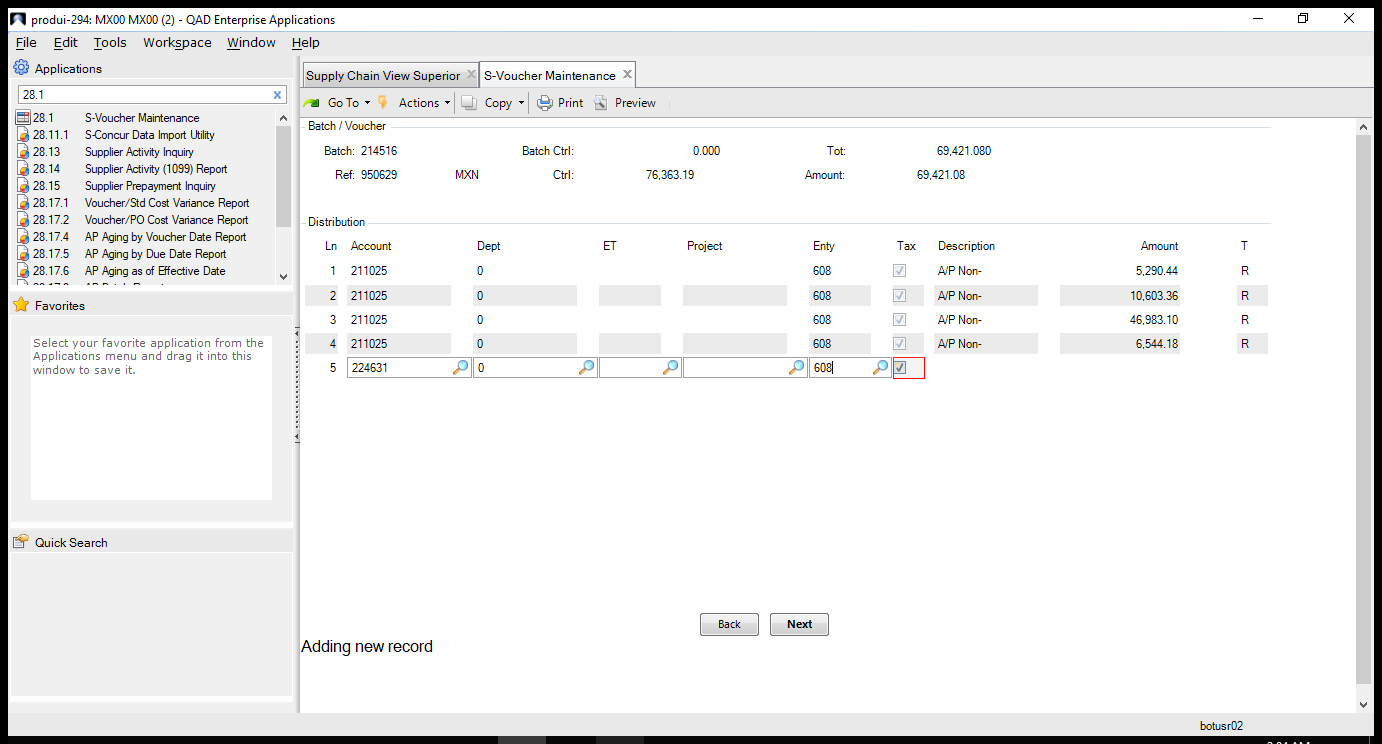 produi-294: MX00 MX00 (2) - QAD Enterprise Applications
File Edit Tools Workspace Window Help
Applications
28.1
28.1 S-Voucher Maintenance
28.11.1 S-Concur Data Import Utility
28.13 Supplier Activity Inquiry
28.14 Supplier Activity (1099) Report
28.15 Supplier Prepayment Inquiry
28.17.1 Voucher/Std Cost Variance Report
28.17.2 Voucher/PO Cost Variance Report
28.17.4 AP Aging by Voucher Date Report
28.17.5 AP Aging by Due Date Report
28.17.6 AP Aging as of Effective Date
Favorites
Select your favorite application from the
Applications menu and drag it into this
window to save it.
Quick Search
Supply Chain View Superior S-Voucher Maintenance
Go To Actions Copy Print Preview
Batch / Voucher
Batch: 214516 Batch Ctrl: 0.000 Tot: 69,421.080
Ref: 950629 MXN Ctrl: 76,363.19 Amount: 69,421.08
Distribution
Ln Account Dept ET Project Enty Tax Description Amount T
1 211025 0 608 A/P Non- 5,290.44 R
2 211025 0 608 A/P Non- 10,603.36 R
3 211025 0 608 A/P Non- 46,983.10 R
4 211025 0 608 A/P Non- 6,544.18 R
5 224631 0 608
Back Next
Adding new record
botusr02